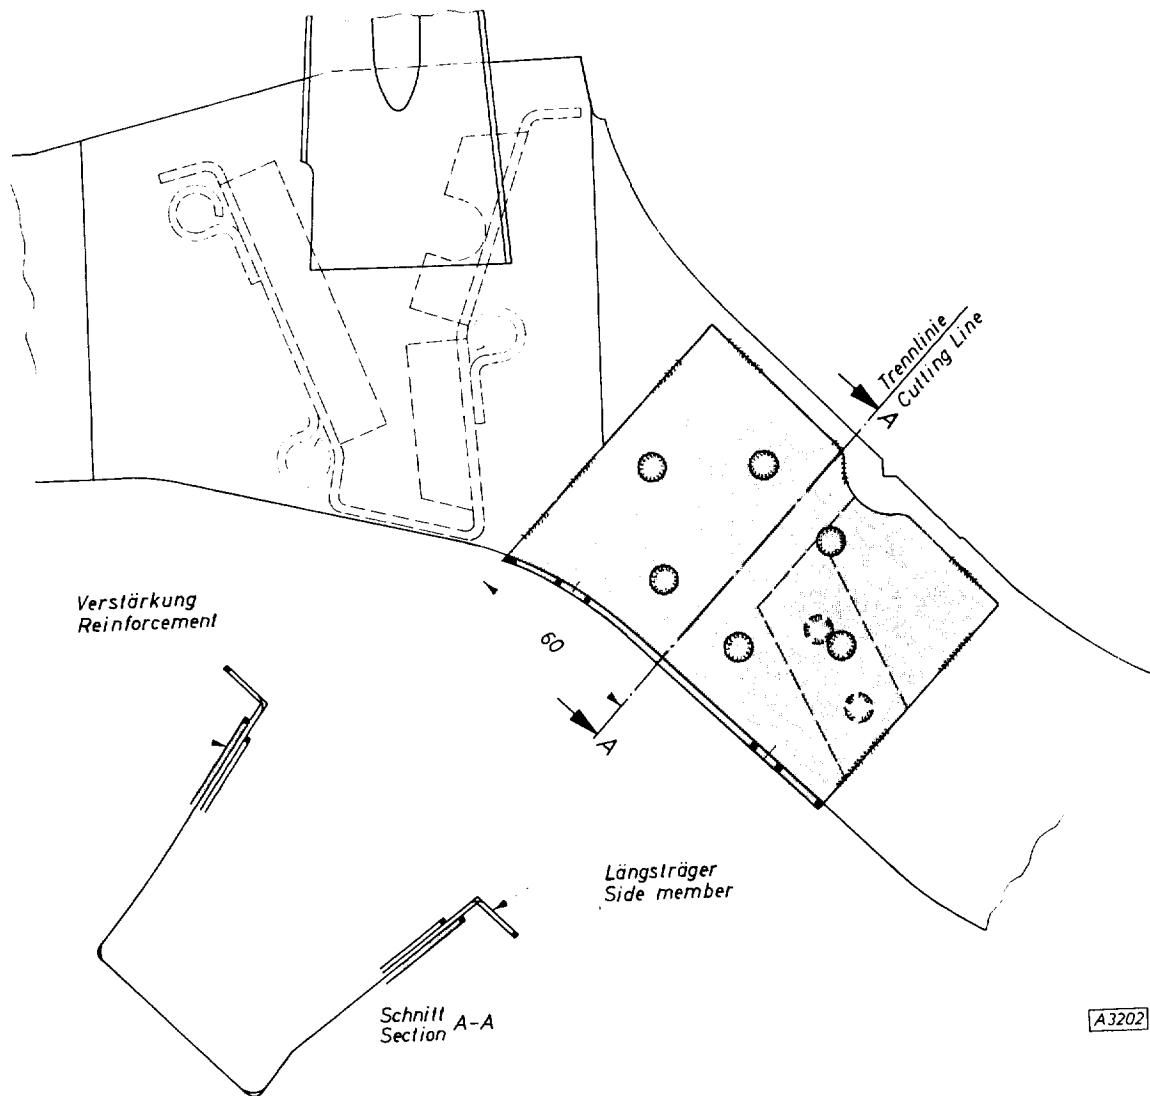 Trennlinie
Cutting Line
A
Verstärkung
Reinforcement
60
A
Längsträger
Side member
Schnitt
Section A-A
A3202